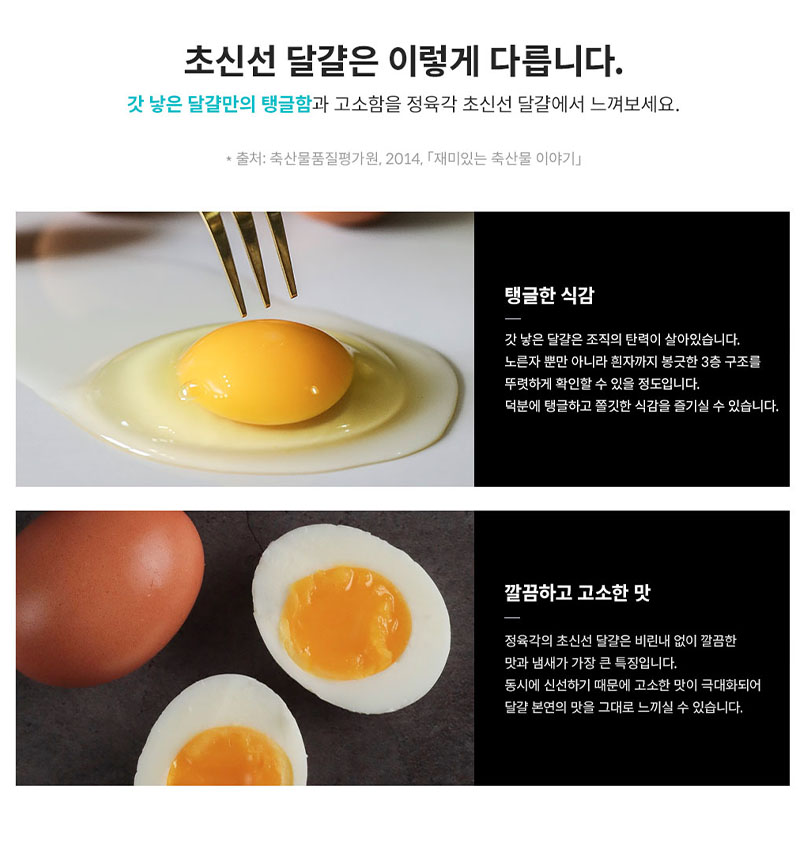 초신선 달걀은 이렇게 다릅니다.
갓 낳은 달걀만의 탱글함과 고소함을 정육각 초신선 달걀에서 느껴보세요.
* 출처: 축산물품질평가원, 2014, 「재미있는 축산물 이야기」
탱글한 식감
갓 낳은 달걀은 조직의 탄력이 살아있습니다.
노른자 뿐만 아니라 흰자까지 봉긋한 3층 구조를
뚜렷하게 확인할 수 있을 정도입니다.
덕분에 탱글하고 쫄깃한 식감을 즐기실 수 있습니다.
깔끔하고 고소한 맛
정육각의 초신선 달걀은 비린내 없이 깔끔한
맛과 냄새가 가장 큰 특징입니다.
동시에 신선하기 때문에 고소한 맛이 극대화되어
달걀 본연의 맛을 그대로 느끼실 수 있습니다.